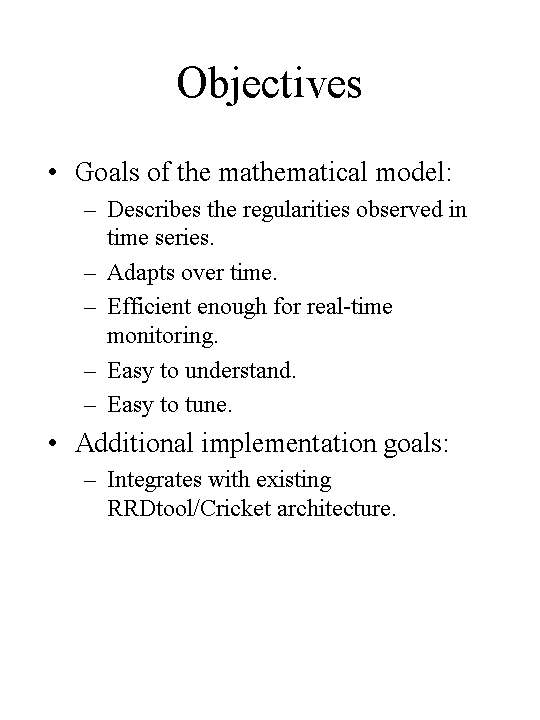 Objectives
• Goals of the mathematical model:
– Describes the regularities observed in
time series.
– Adapts over time.
– Efficient enough for real-time
monitoring.
– Easy to understand.
– Easy to tune.
• Additional implementation goals:
– Integrates with existing
RRDtool/Cricket architecture.